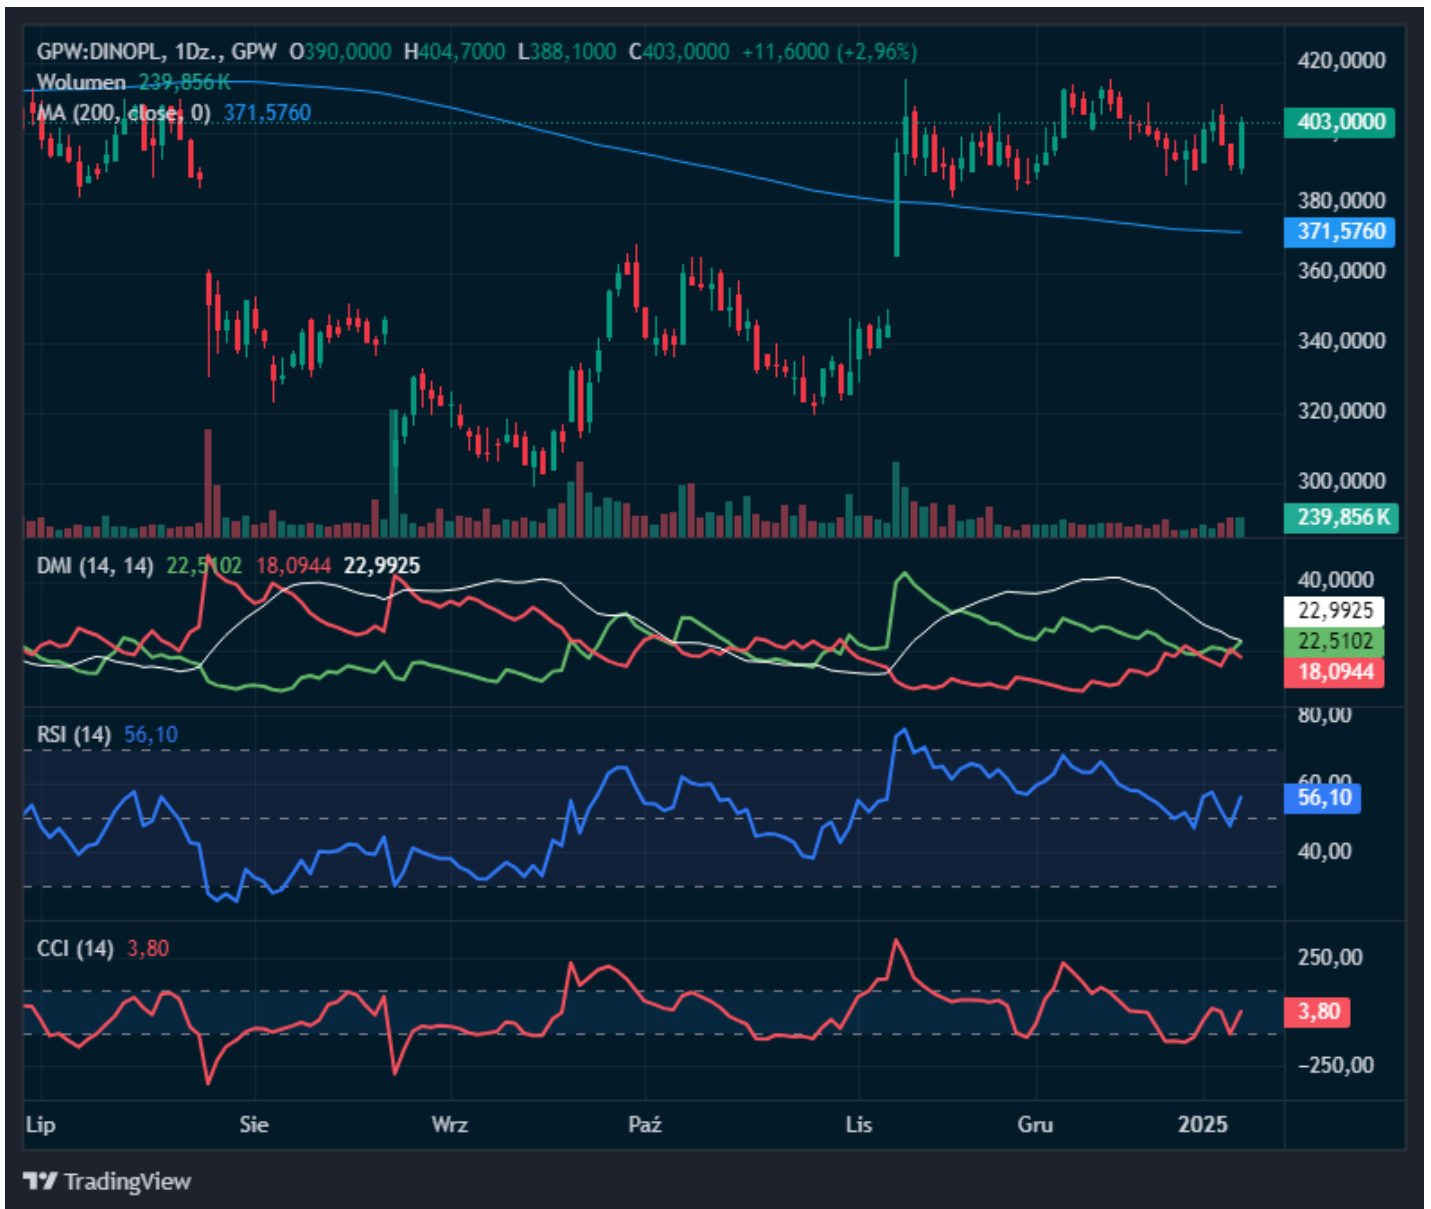 GPW:DINOPL, 1Dz., GPW O390,0000 H404,7000 L388,1000 C403,0000 +11,6000 (+2,96%)
Wolumen 239,856K
MA (200, close, 0) 371,5760
420,0000
403,0000
380,0000
371,5760
360,0000
340,0000
320,0000
300,0000
239,856K
DMI (14, 14) 22,5102 18,0944 22,9925
40,0000
22,9925
22,5102
18,0944
RSI (14) 56,10
80,00
60,00
56,10
40,00
CCI (14) 3,80
250,00
3,80
−250,00
Lip Sie Wrz Paź Lis Gru 2025
TradingView